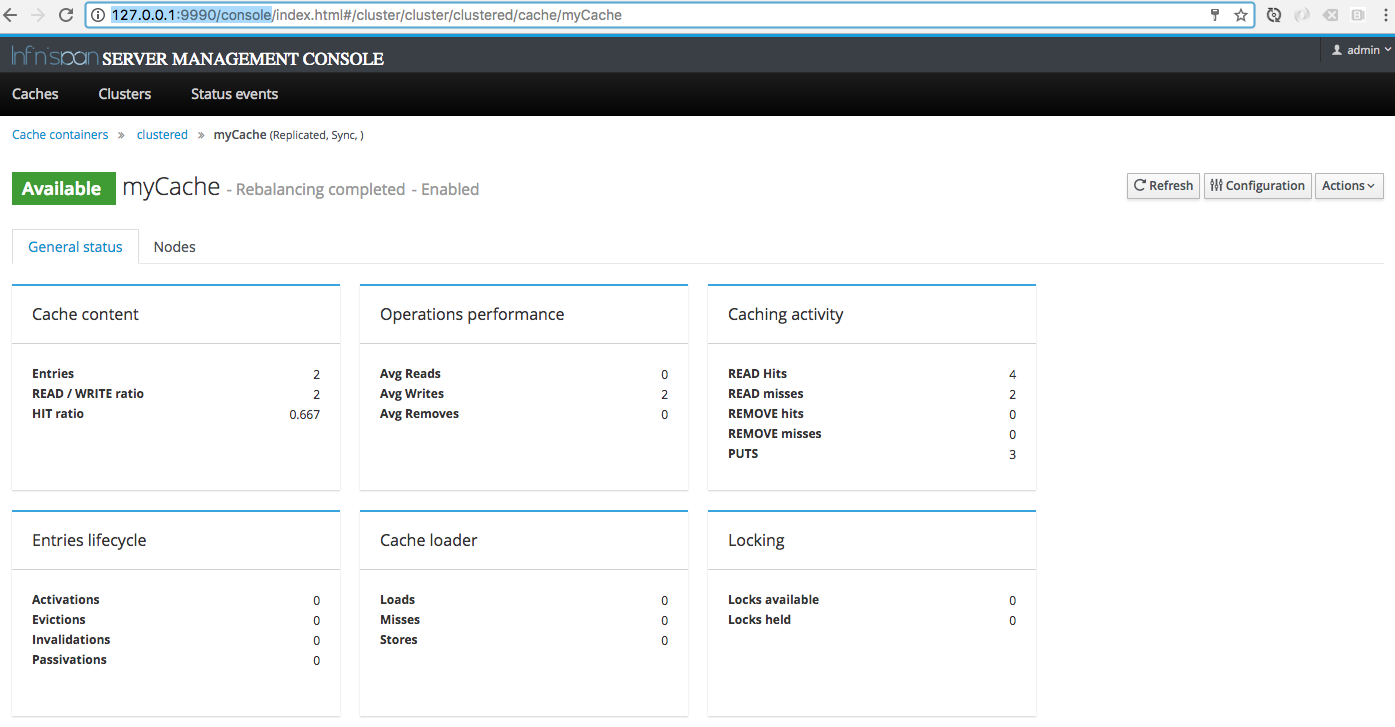 127.0.0.1:9990/console/index.html#/cluster/cluster/clustered/cache/myCache
Infinispan SERVER MANAGEMENT CONSOLE
admin
Caches Clusters Status events
Cache containers » clustered » myCache (Replicated, Sync, )
Available myCache - Rebalancing completed - Enabled
Refresh Configuration Actions
General status Nodes
Cache content
Entries 2
READ / WRITE ratio 2
HIT ratio 0.667
Operations performance
Avg Reads 0
Avg Writes 2
Avg Removes 0
Caching activity
READ Hits 4
READ misses 2
REMOVE hits 0
REMOVE misses 0
PUTS 3
Entries lifecycle
Activations 0
Evictions 0
Invalidations 0
Passivations 0
Cache loader
Loads 0
Misses 0
Stores 0
Locking
Locks available 0
Locks held 0